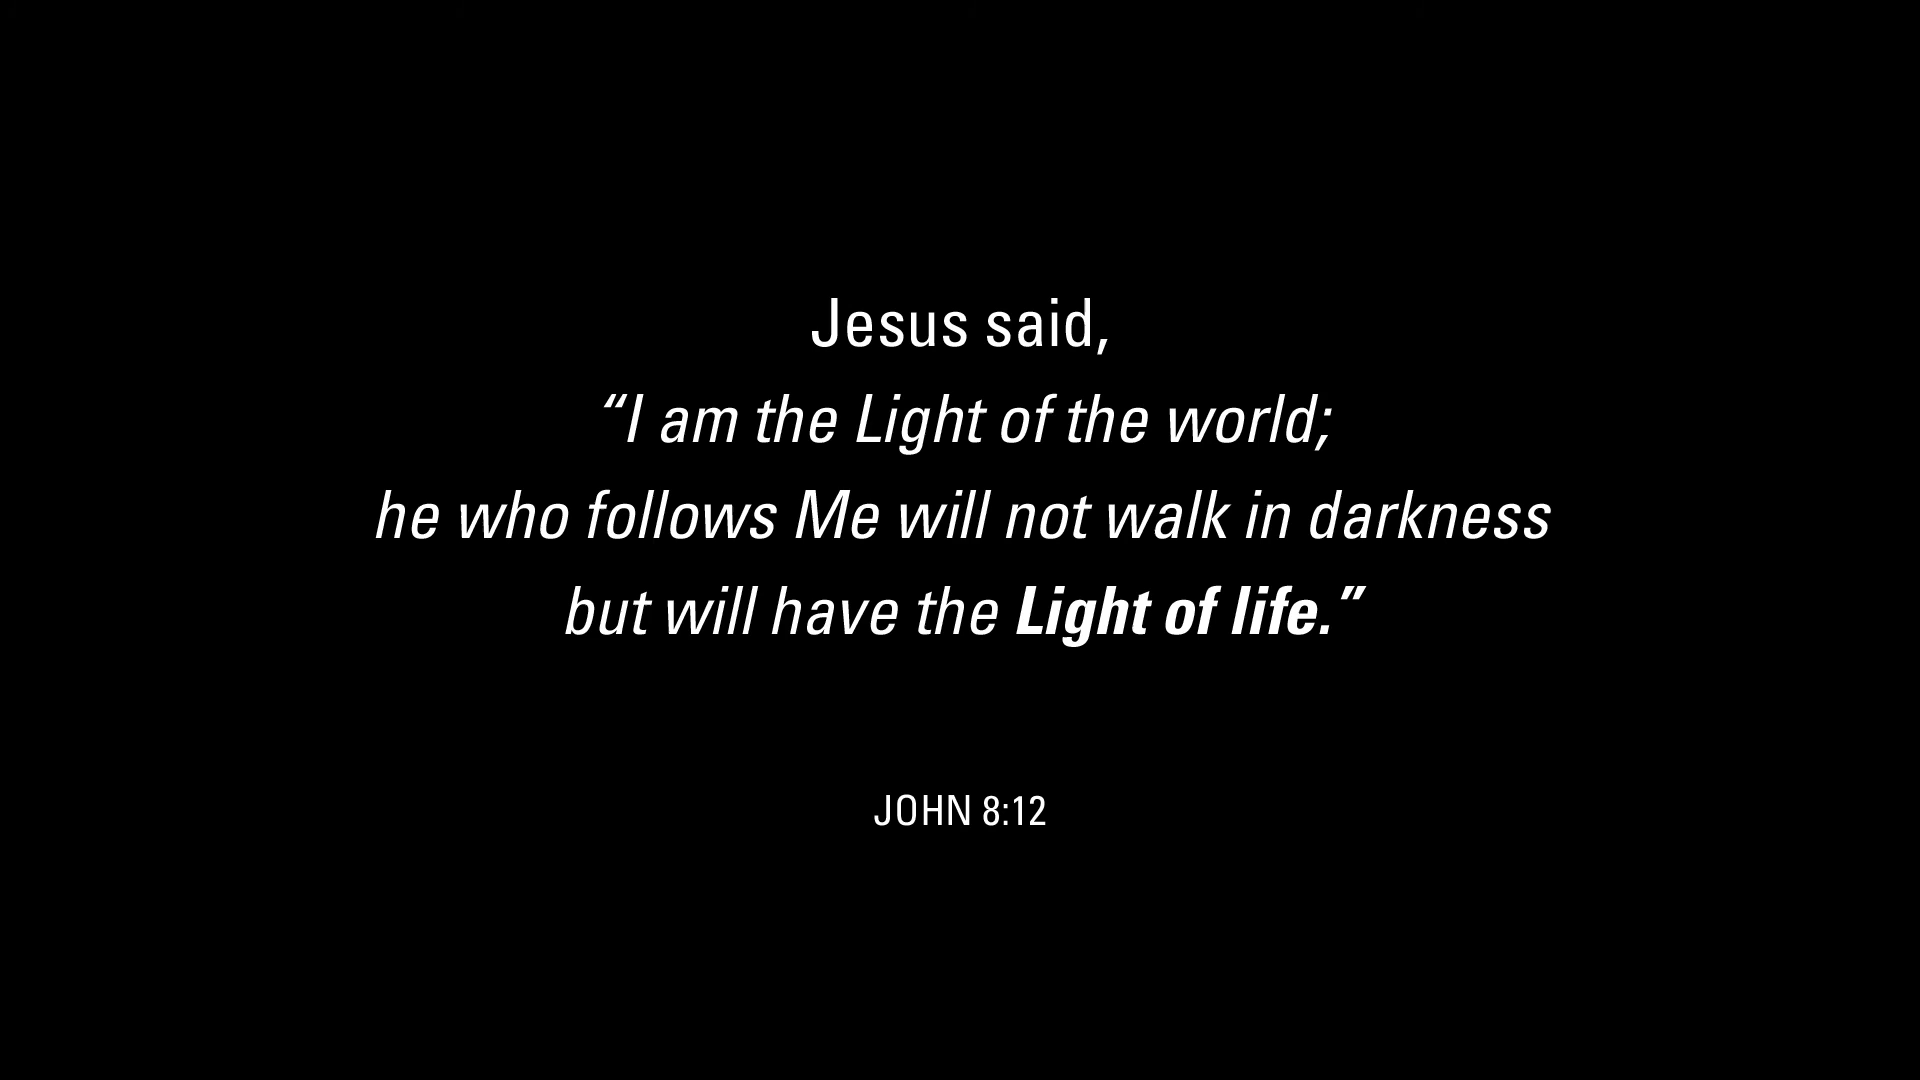 Jesus said,
“I am the Light of the world;
he who follows Me will not walk in darkness
but will have the Light of life.”
JOHN 8:12